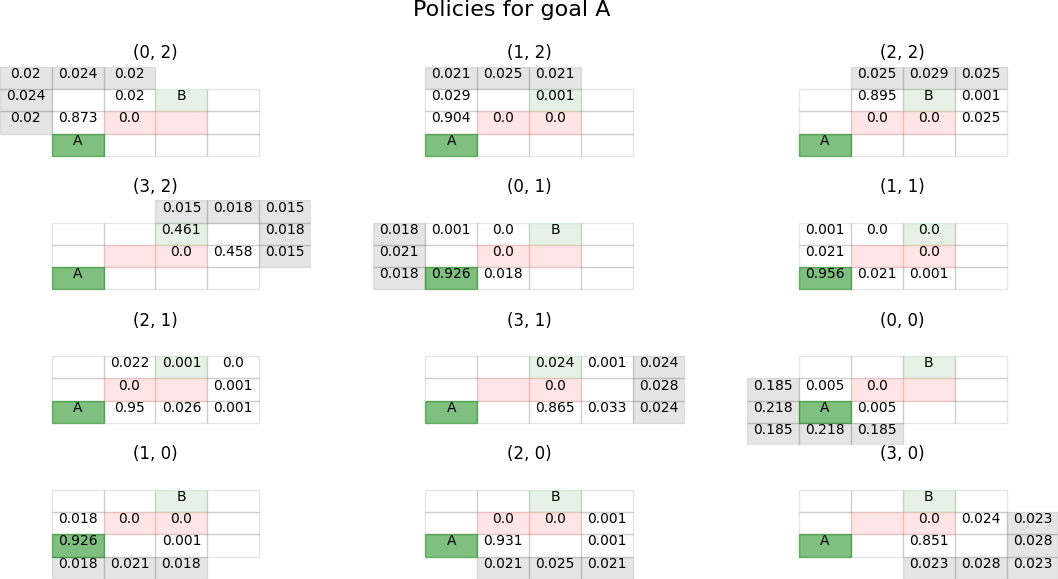 Policies for goal A
(0, 2) (1, 2) (2, 2)
0.02 0.024 0.02 0.021 0.025 0.021 0.025 0.029 0.025
0.024 0.02 B 0.029 0.001 0.895 B 0.001
0.02 0.873 0.0 0.904 0.0 0.0 0.0 0.0 0.025
A A A
(3, 2) (0, 1) (1, 1)
0.015 0.018 0.015
0.461 0.018 0.018 0.001 0.0 B 0.001 0.0 0.0
0.0 0.458 0.015 0.021 0.0 0.021 0.0
A 0.018 0.926 0.018 0.956 0.021 0.001
(2, 1) (3, 1) (0, 0)
0.022 0.001 0.0 0.024 0.001 0.024 B
0.0 0.001 0.0 0.028 0.185 0.005 0.0
A 0.95 0.026 0.001 A 0.865 0.033 0.024 0.218 A 0.005
0.185 0.218 0.185
(1, 0) (2, 0) (3, 0)
B B B
0.018 0.0 0.0 0.0 0.0 0.001 0.0 0.024 0.023
0.926 0.001 A 0.931 0.001 A 0.851 0.028
0.018 0.021 0.018 0.021 0.025 0.021 0.023 0.028 0.023